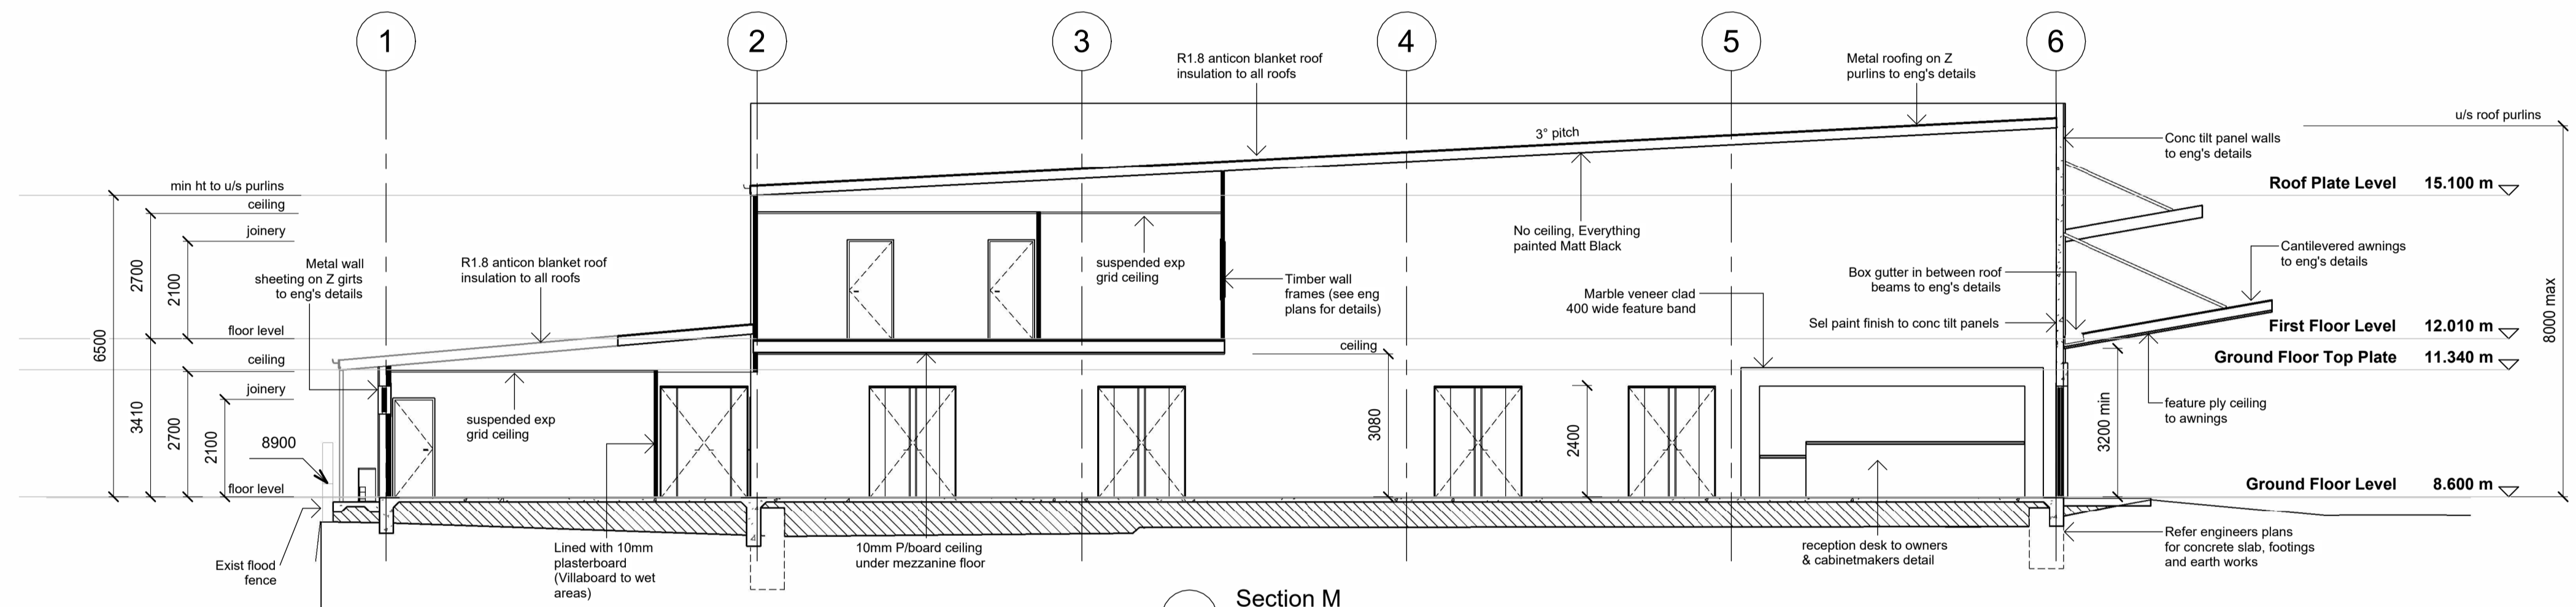 1
2
3
4
5
6
R1.8 anticon blanket roof
insulation to all roofs
Metal roofing on Z
purlins to eng's details
u/s roof purlins
3° pitch
Conc tilt panel walls
to eng's details
min ht to u/s purlins
Roof Plate Level 15.100 m
ceiling
joinery
No ceiling, Everything
painted Matt Black
Cantilevered awnings
to eng's details
Metal wall
sheeting on Z girts
to eng's details
R1.8 anticon blanket roof
insulation to all roofs
suspended exp
grid ceiling
Timber wall
frames (see eng
plans for details)
Box gutter in between roof
beams to eng's details
Marble veneer clad
400 wide feature band
Sel paint finish to conc tilt panels
2700
2100
6500
8000 max
floor level
First Floor Level 12.010 m
ceiling
ceiling
Ground Floor Top Plate 11.340 m
joinery
suspended exp
grid ceiling
feature ply ceiling
to awnings
3410
2700
2100
8900
3080
2400
3200 min
floor level
Ground Floor Level 8.600 m
Exist flood
fence
Lined with 10mm
plasterboard
(Villaboard to wet
areas)
10mm P/board ceiling
under mezzanine floor
reception desk to owners
& cabinetmakers detail
Refer engineers plans
for concrete slab, footings
and earth works
Section M